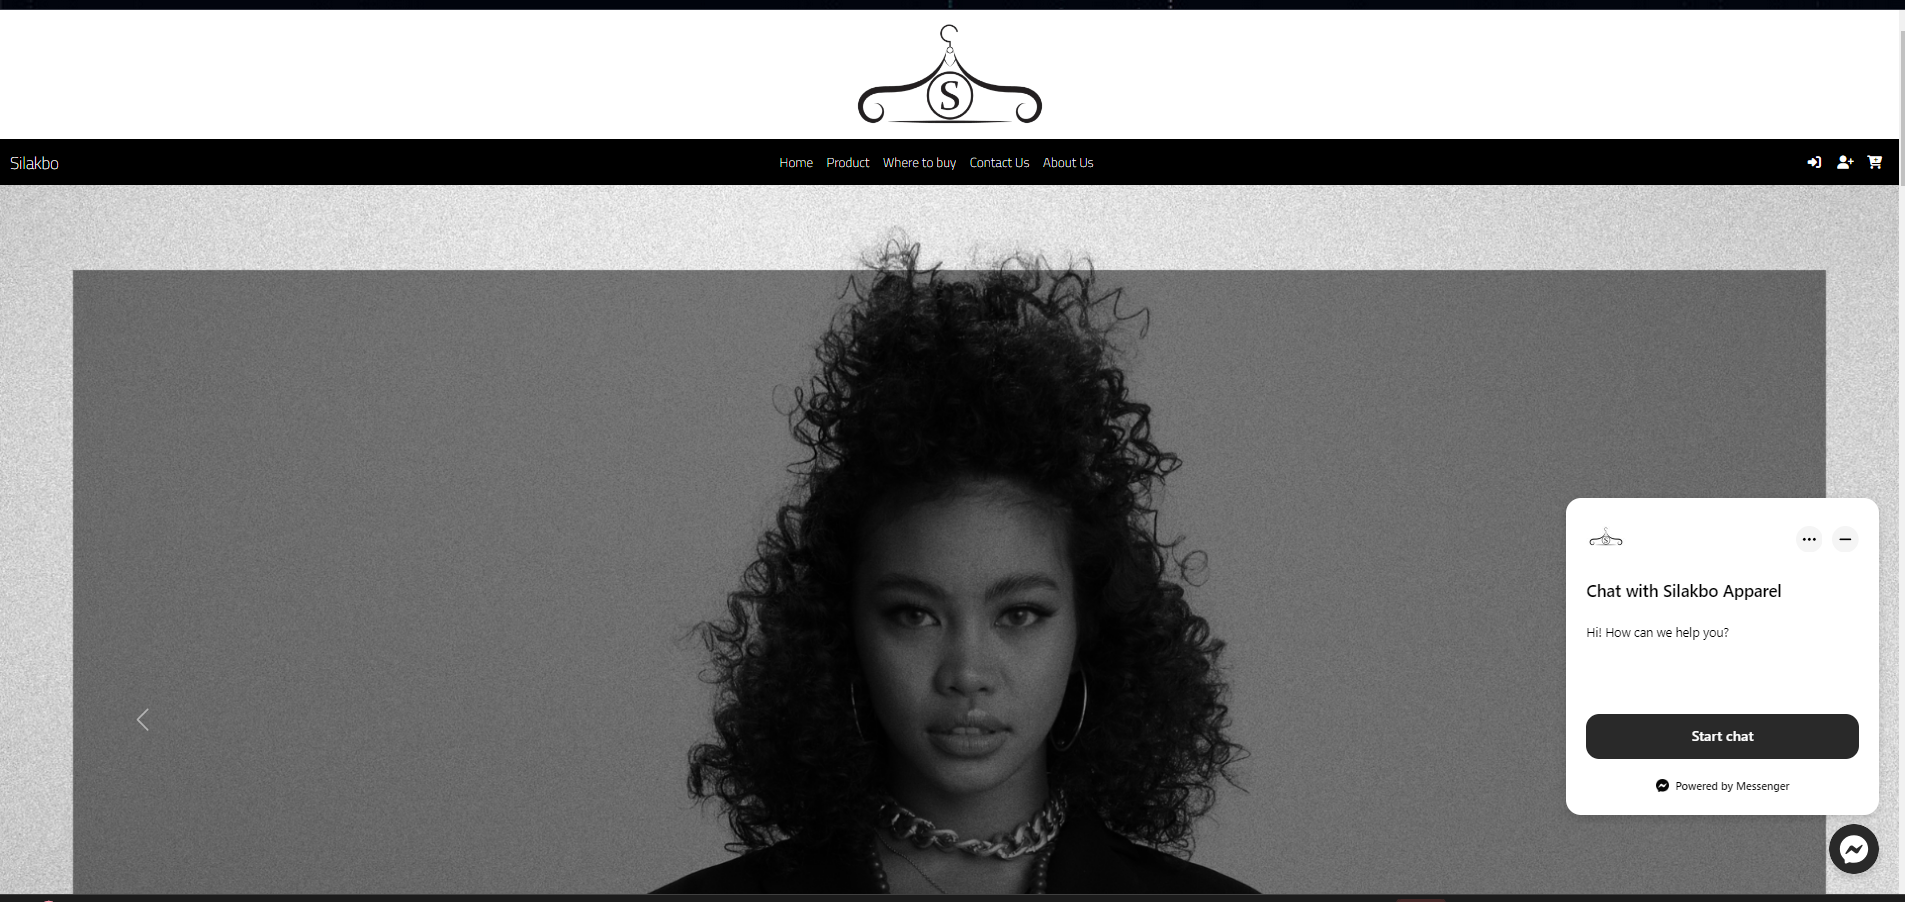 S
Silakbo
Home Product Where to buy Contact Us About Us
S
Chat with Silakbo Apparel
Hi! How can we help you?
Start chat
Powered by Messenger